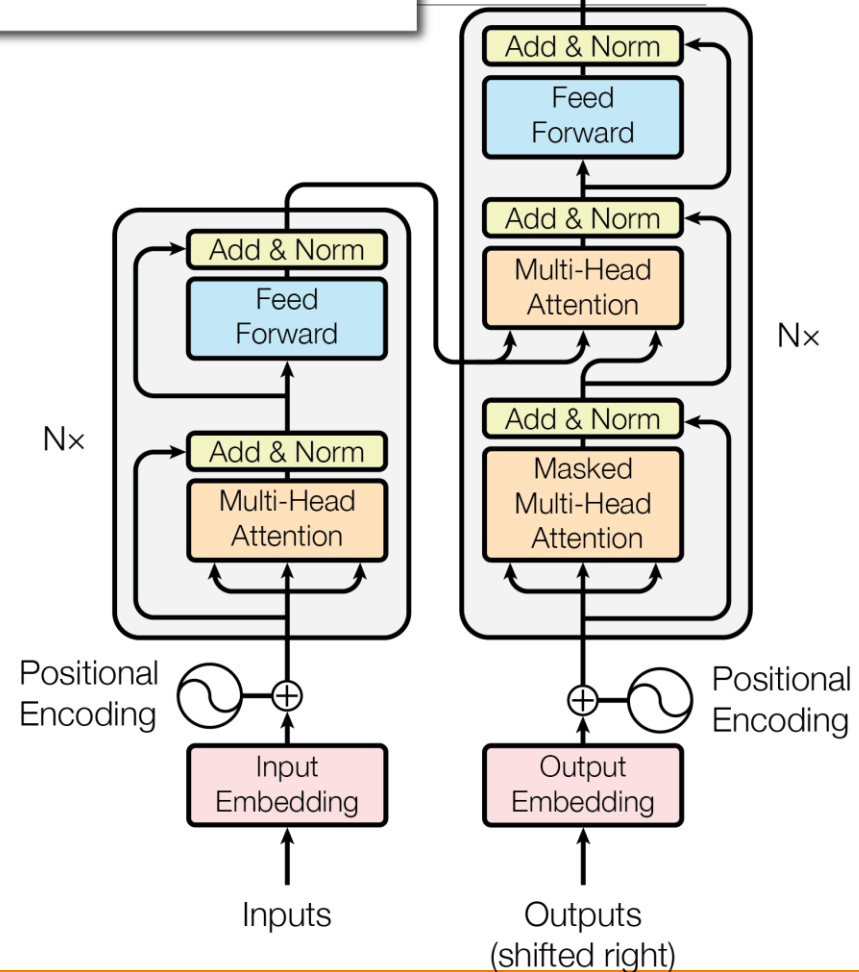 Add & Norm
Feed
Forward
Add & Norm
Multi-Head
Attention
Nx
Add & Norm
Masked
Multi-Head
Attention
Add & Norm
Feed
Forward
Nx
Add & Norm
Multi-Head
Attention
Positional
Encoding
Positional
Encoding
Input
Embedding
Output
Embedding
Inputs
Outputs
(shifted right)